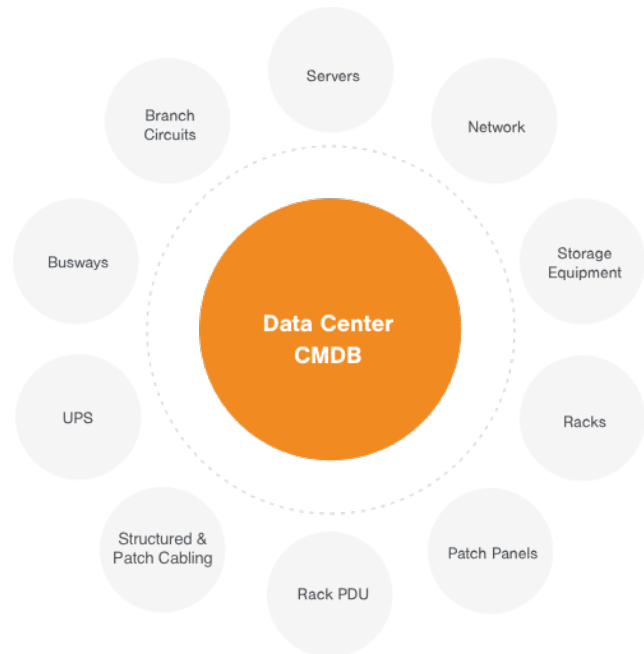 Servers
Branch
Circuits
Network
Busways
Storage
Equipment
Data Center
CMDB
UPS
Racks
Structured &
Patch Cabling
Patch Panels
Rack PDU